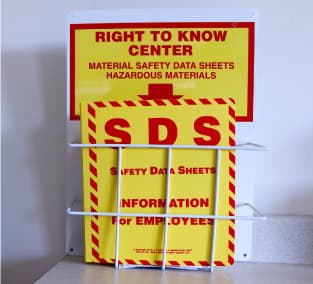 RIGHT TO KNOW
CENTER
MATERIAL SAFETY DATA SHEETS
HAZARDOUS MATERIALS
SDS
SAFETY DATA SHEETS
INFORMATION
For EMPLOYEES